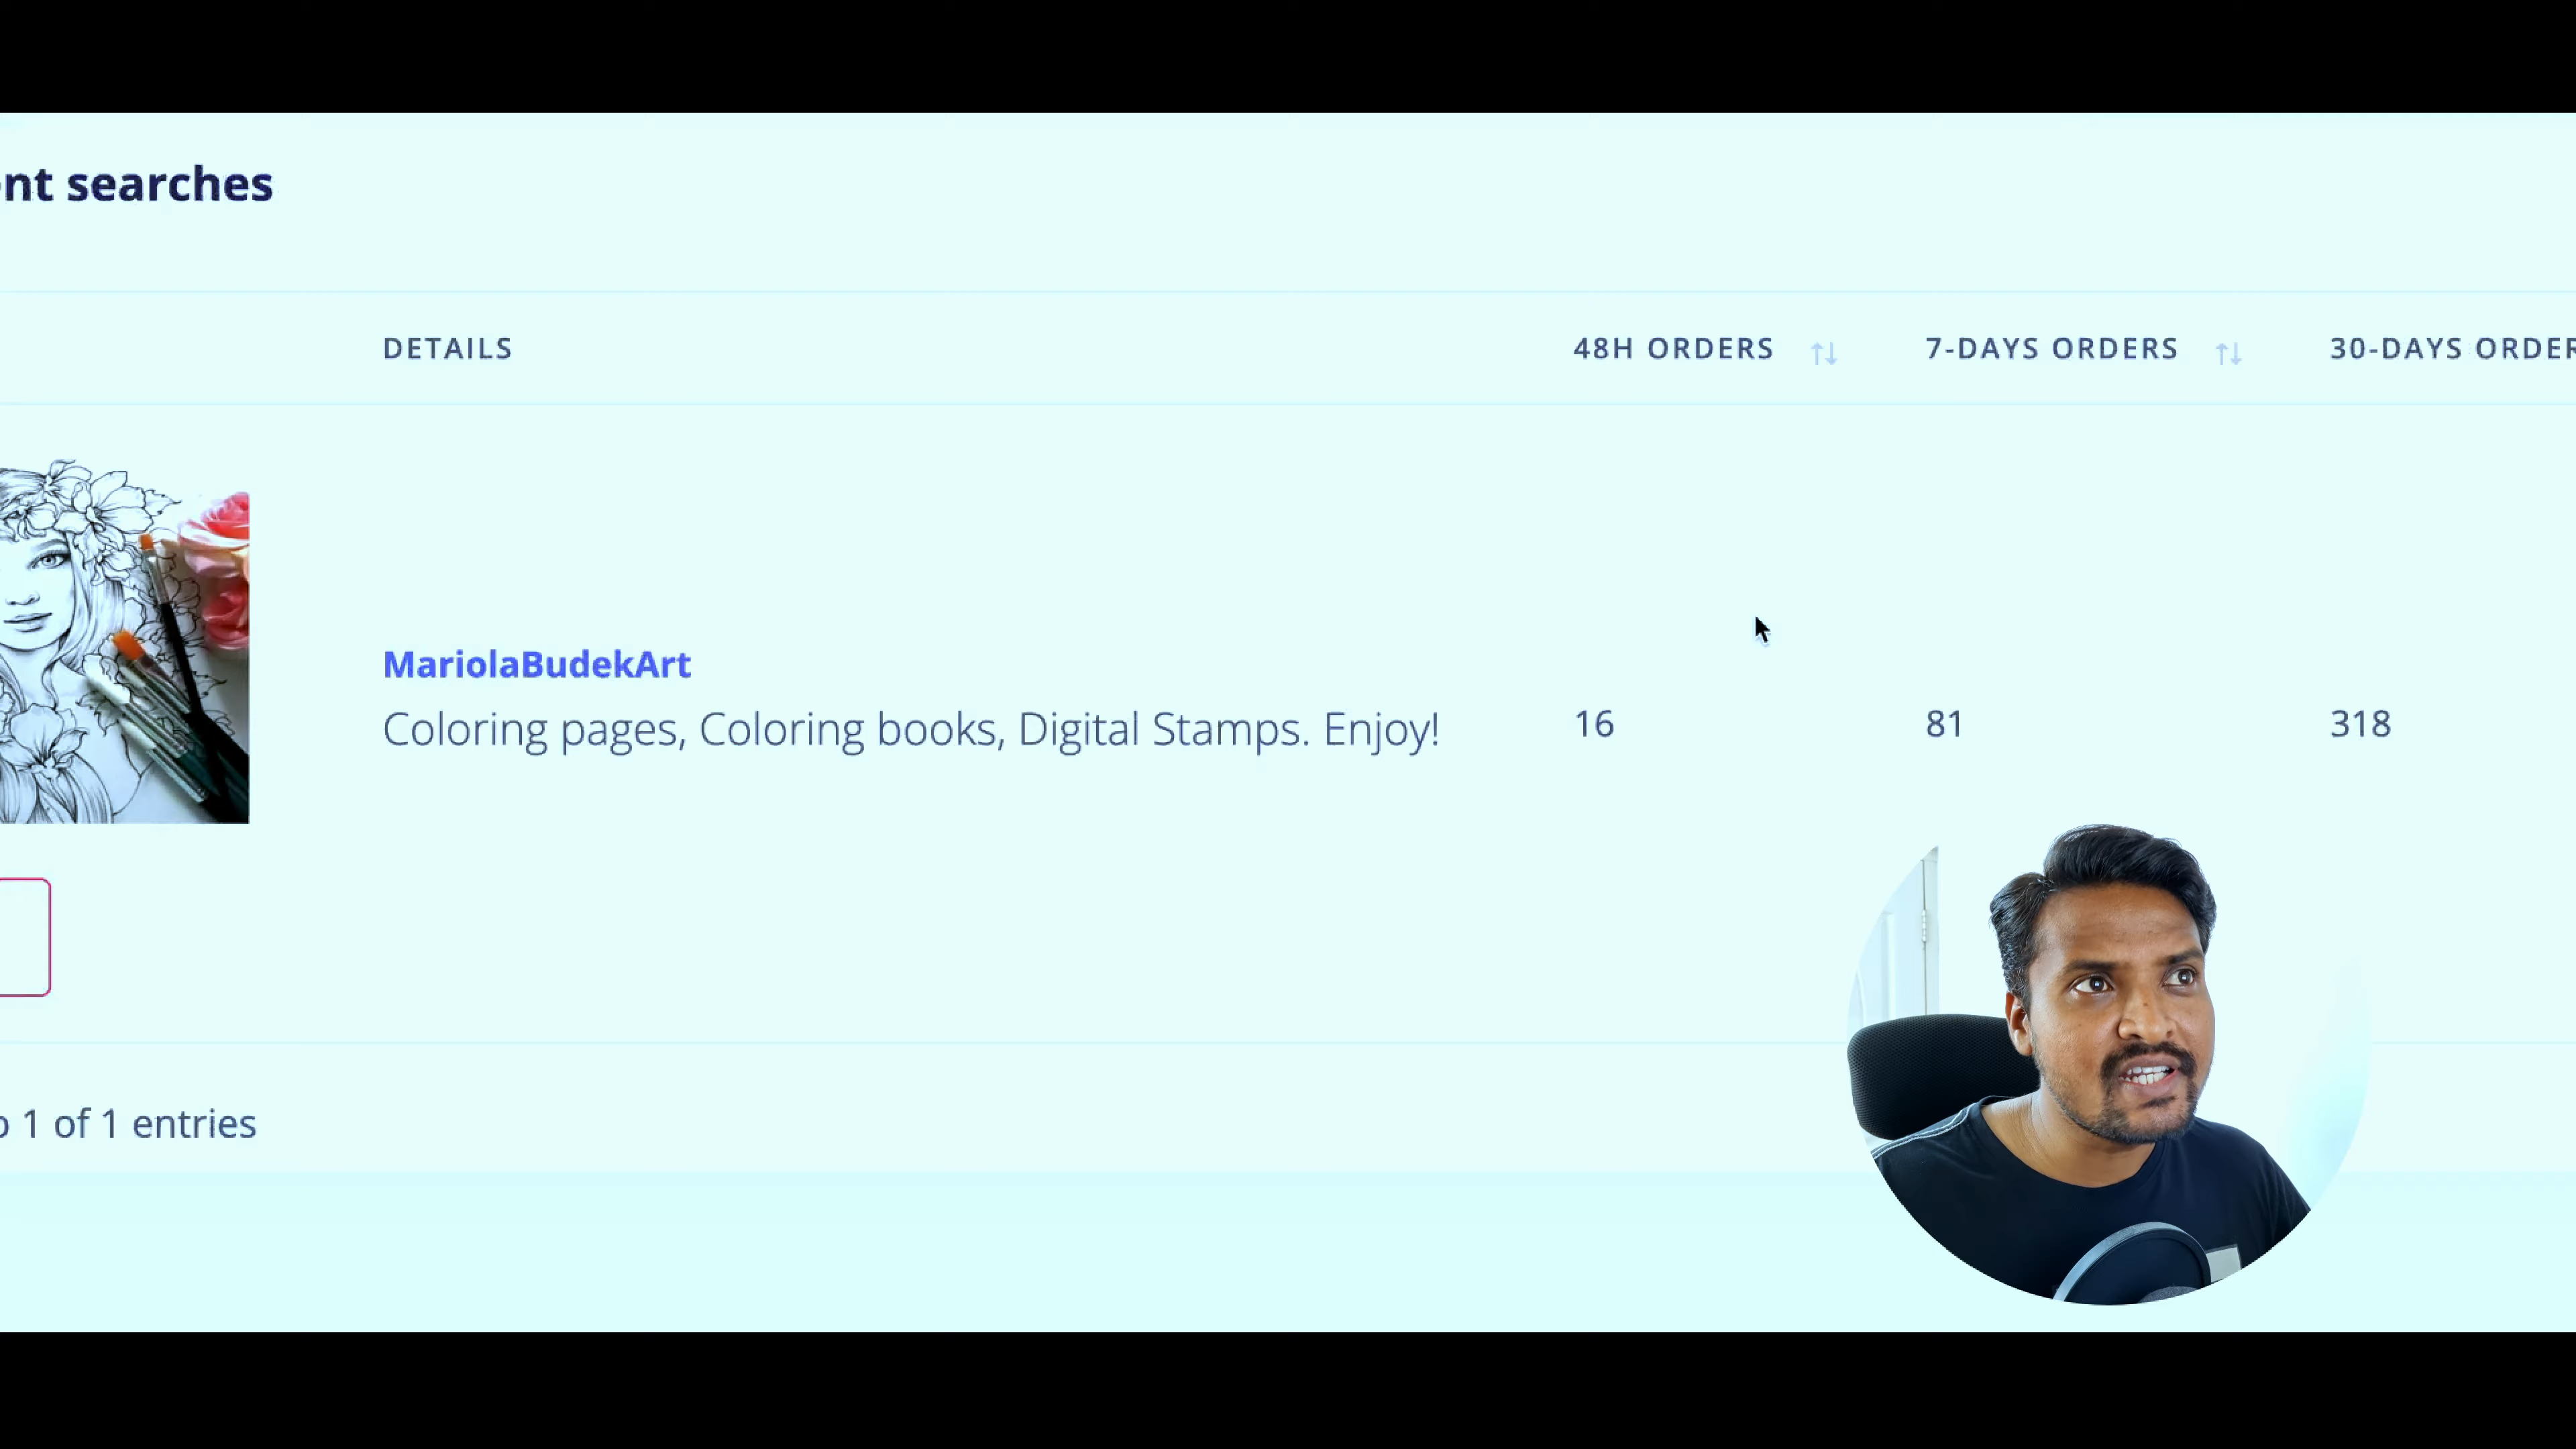 nt searches
DETAILS
48H ORDERS
7-DAYS ORDERS
30-DAYS ORDER
MariolaBudekArt
Coloring pages, Coloring books, Digital Stamps. Enjoy!
16
81
318
1 of 1 entries